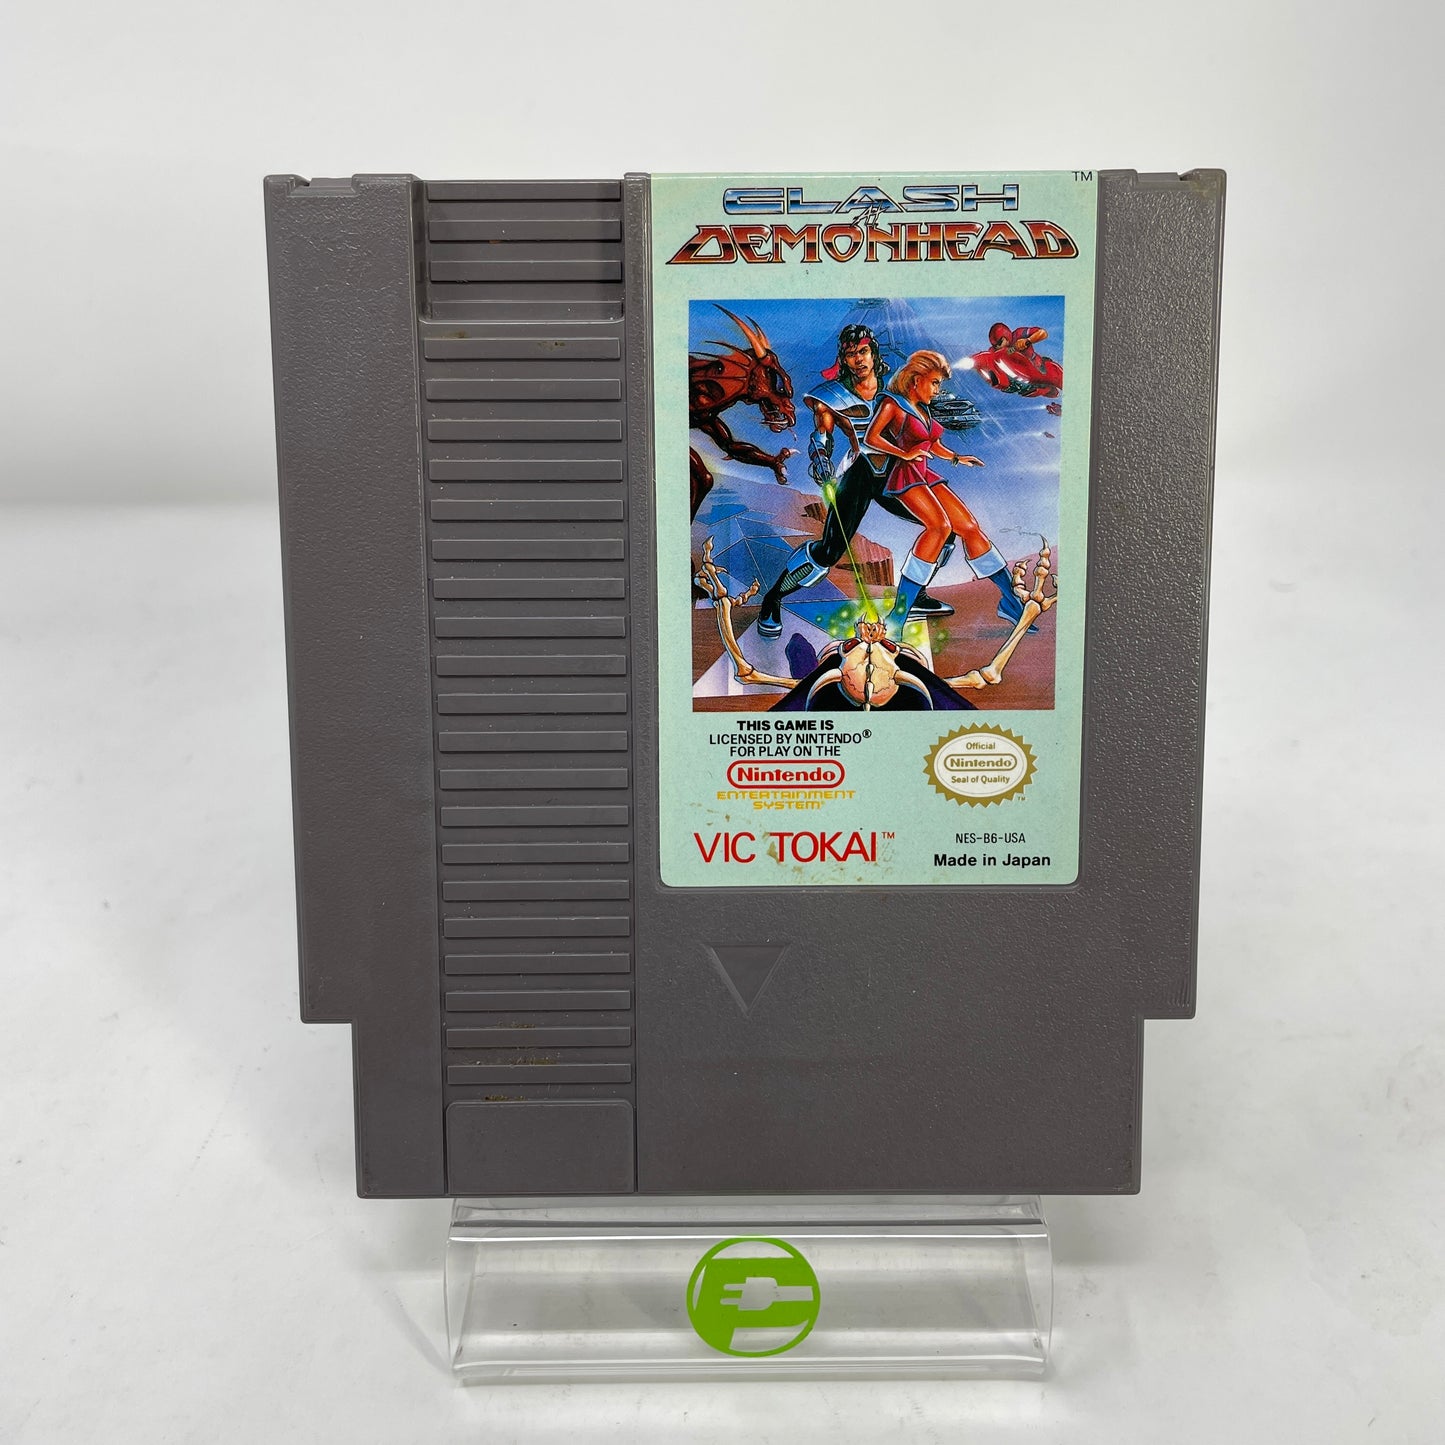 TM
CLASH
AT
DEMONHEAD
THIS GAME IS
LICENSED BY NINTENDO®
FOR PLAY ON THE
Nintendo
ENTERTAINMENT
SYSTEM®
Official
Nintendo
Seal of Quality
TM
VIC TOKAI™
NES-B6-USA
Made in Japan